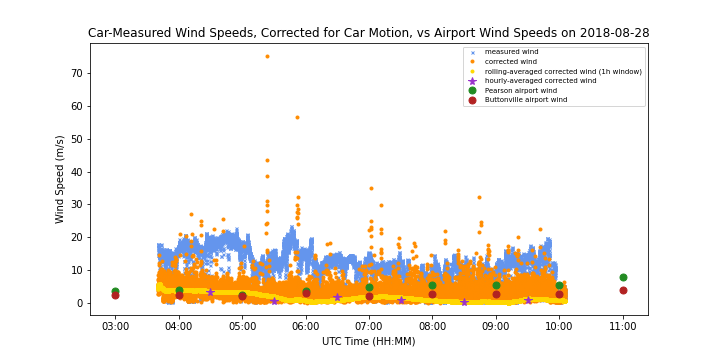 Car-Measured Wind Speeds, Corrected for Car Motion, vs Airport Wind Speeds on 2018-08-28
measured wind
corrected wind
rolling-averaged corrected wind (1h window)
hourly-averaged corrected wind
Pearson airport wind
Buttonville airport wind
Wind Speed (m/s)
70
60
50
40
30
20
10
0
03:00 04:00 05:00 06:00 07:00 08:00 09:00 10:00 11:00
UTC Time (HH:MM)